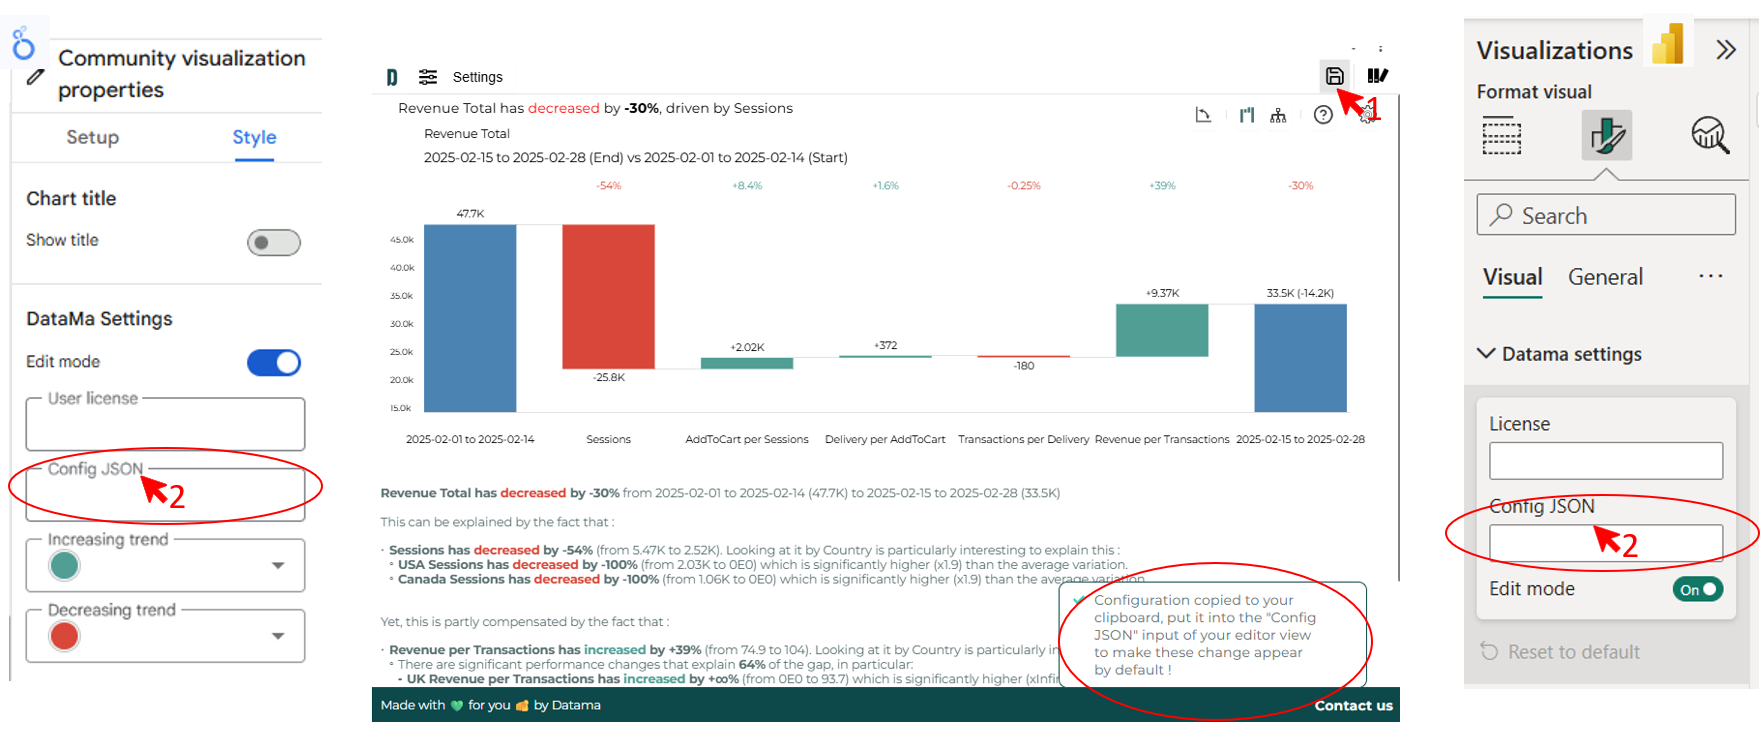 Community visualization
properties
Setup
Style
Chart title
Show title
DataMa Settings
Edit mode
User license
Config JSON
2
Increasing trend
Decreasing trend
Settings
1
Revenue Total has decreased by -30%, driven by Sessions
Revenue Total
2025-02-15 to 2025-02-28 (End) vs 2025-02-01 to 2025-02-14 (Start)
-54%
+8.4%
+1.6%
-0.25%
+39%
-30%
47.7K
45.0k
40.0k
35.0k
30.0k
25.0k
20.0k
15.0k
-25.8K
+2.02K
+372
-180
+9.37K
33.5K (-14.2K)
2025-02-01 to 2025-02-14
Sessions
AddToCart per Sessions
Delivery per AddToCart
Transactions per Delivery
Revenue per Transactions
2025-02-15 to 2025-02-28
Revenue Total has decreased by -30% from 2025-02-01 to 2025-02-14 (47.7K) to 2025-02-15 to 2025-02-28 (33.5K)
This can be explained by the fact that :
· Sessions has decreased by -54% (from 5.47K to 2.52K). Looking at it by Country is particularly interesting to explain this :
◦ USA Sessions has decreased by -100% (from 2.03K to 0E0) which is significantly higher (x1.9) than the average variation.
◦ Canada Sessions has decreased by -100% (from 1.06K to 0E0) which is significantly higher (x1.9) than the average variation
Yet, this is partly compensated by the fact that :
· Revenue per Transactions has increased by +39% (from 74.9 to 104). Looking at it by Country is particularly in
◦ There are significant performance changes that explain 64% of the gap, in particular:
- UK Revenue per Transactions has increased by +∞% (from 0E0 to 93.7) which is significantly higher (xInfin
Configuration copied to your
clipboard, put it into the "Config
JSON" input of your editor view
to make these change appear
by default !
Made with 💚 for you 🧀 by Datama
Contact us
Visualizations
Format visual
Search
Visual
General
...
Datama settings
License
Config JSON
2
Edit mode
On
Reset to default